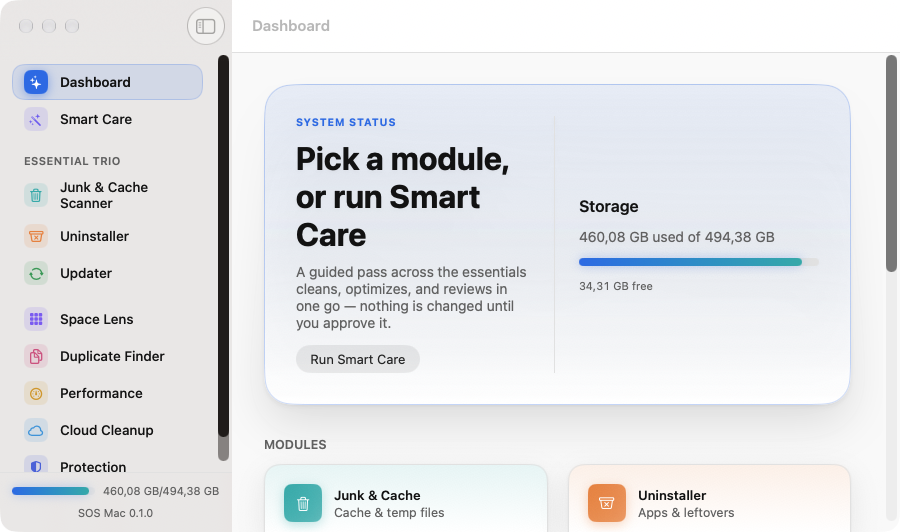 Dashboard
Dashboard
Smart Care
ESSENTIAL TRIO
Junk & Cache
Scanner
Uninstaller
Updater
Space Lens
Duplicate Finder
Performance
Cloud Cleanup
Protection
460,08 GB/494,38 GB
SOS Mac 0.1.0
SYSTEM STATUS
Pick a module,
or run Smart
Care
A guided pass across the essentials
cleans, optimizes, and reviews in
one go — nothing is changed until
you approve it.
Run Smart Care
Storage
460,08 GB used of 494,38 GB
34,31 GB free
MODULES
Junk & Cache
Cache & temp files
Uninstaller
Apps & leftovers